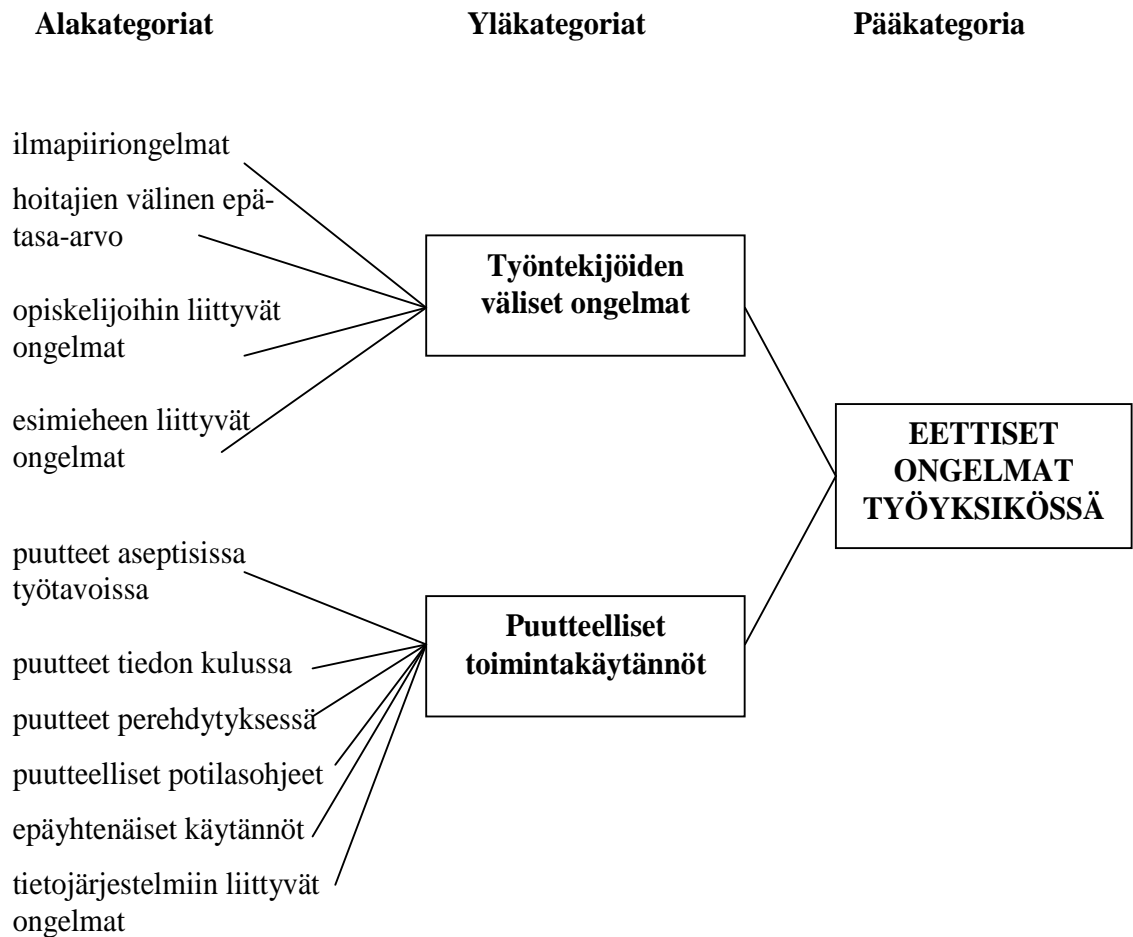 Alakategoriat Yläkategoriat Pääkategoria
ilmapiiriongelmat
hoitajien välinen epä-
tasa-arvo
opiskelijoihin liittyvät
ongelmat
esimieheen liittyvät
ongelmat
Työntekijöiden
väliset ongelmat
puutteet aseptisissa
työtavoissa
puutteet tiedon kulussa
puutteet perehdytyksessä
puutteelliset potilasohjeet
epäyhtenäiset käytännöt
tietojärjestelmiin liittyvät
ongelmat
Puutteelliset
toimintakäytännöt
EETTISET
ONGELMAT
TYÖYKSIKÖSSÄ